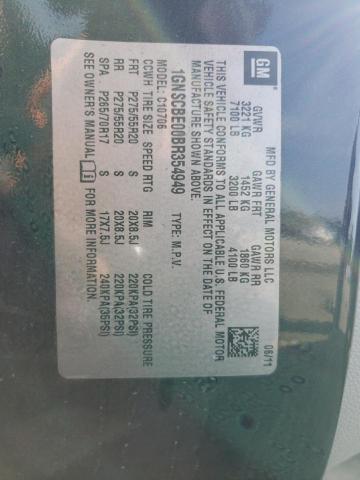 GM
MFD BY GENERAL MOTORS LLC 06/11
GVWR GAWR FRT GAWR RR
3221 KG 1452 KG 1860 KG
7100 LB 3200 LB 4100 LB
THIS VEHICLE CONFORMS TO ALL APPLICABLE U.S. FEDERAL MOTOR
VEHICLE SAFETY STANDARDS IN EFFECT ON THE DATE OF
MANUFACTURE SHOWN ABOVE.
1GNSCBE00BR354949 TYPE: M.P.V.
MODEL: C10706
CCWH TIRE SIZE SPEED RTG RIM COLD TIRE PRESSURE
FRT P275/55R20 S 20X8.5J 220KPA(32PSI)
RR P275/55R20 S 20X8.5J 220KPA(32PSI)
SPA P265/70R17 S 17X7.5J 240KPA(35PSI)
SEE OWNER'S MANUAL FOR MORE INFORMATION.